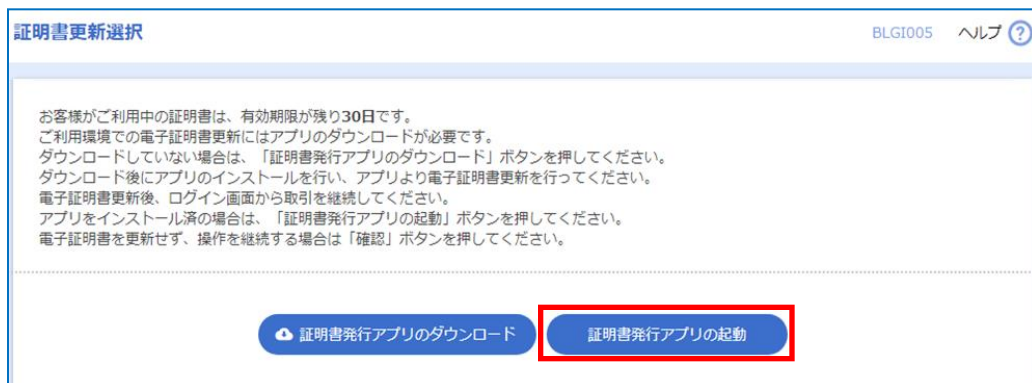 証明書更新選択
BLGI005 ヘルプ ?
お客様がご利用中の証明書は、有効期限が残り30日です。
ご利用環境での電子証明書更新にはアプリのダウンロードが必要です。
ダウンロードしていない場合は、「証明書発行アプリのダウンロード」ボタンを押してください。
ダウンロード後にアプリのインストールを行い、アプリより電子証明書更新を行ってください。
電子証明書更新後、ログイン画面から取引を継続してください。
アプリをインストール済の場合は、「証明書発行アプリの起動」ボタンを押してください。
電子証明書を更新せず、操作を継続する場合は「確認」ボタンを押してください。
証明書発行アプリのダウンロード
証明書発行アプリの起動